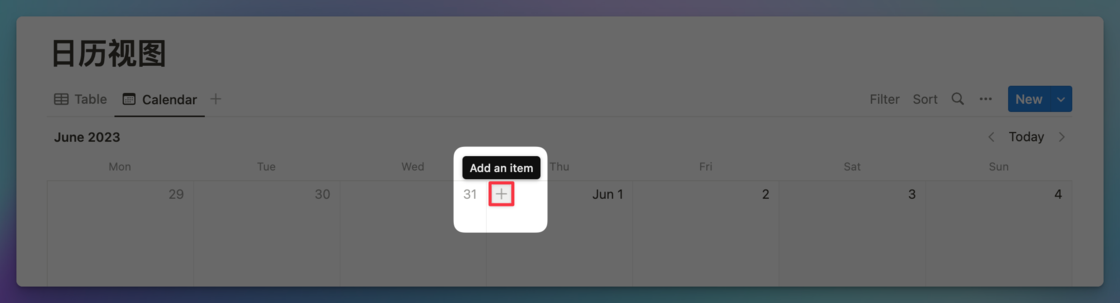 日历视图
Table Calendar Filter Sort New
June 2023 Today
Add an item
Mon Tue Wed Thu Fri Sat Sun
29 30 31 Jun 1 2 3 4